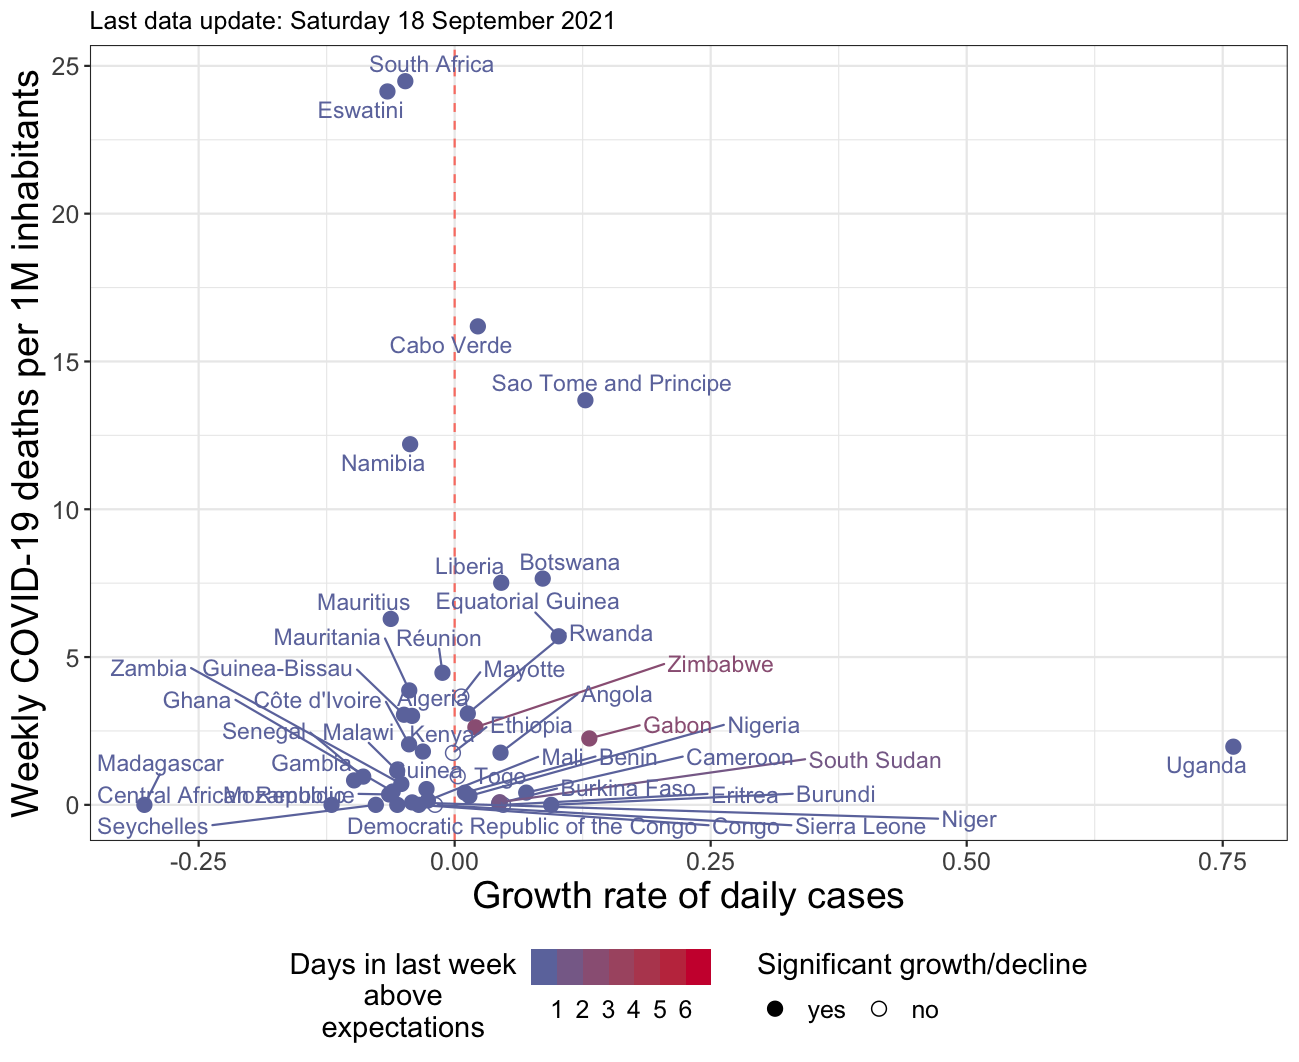 Last data update: Saturday 18 September 2021
Weekly COVID-19 deaths per 1M inhabitants
25
20
15
10
5
0
South Africa
Eswatini
Cabo Verde
Sao Tome and Principe
Namibia
Liberia
Botswana
Mauritius
Equatorial Guinea
Mauritania
Réunion
Rwanda
Zambia
Guinea-Bissau
Mayotte
Zimbabwe
Ghana
Côte d'Ivoire
Algeria
Angola
Senegal
Malawi
Kenya
Ethiopia
Gabon
Nigeria
Madagascar
Gambia
Guinea
Togo
Mali
Benin
Cameroon
South Sudan
Uganda
Central African Republic
Mozambique
Burkina Faso
Eritrea
Burundi
Seychelles
Democratic Republic of the Congo
Congo
Sierra Leone
Niger
-0.25
0.00
0.25
0.50
0.75
Growth rate of daily cases
Days in last week
above
expectations
1 2 3 4 5 6
Significant growth/decline
yes
no